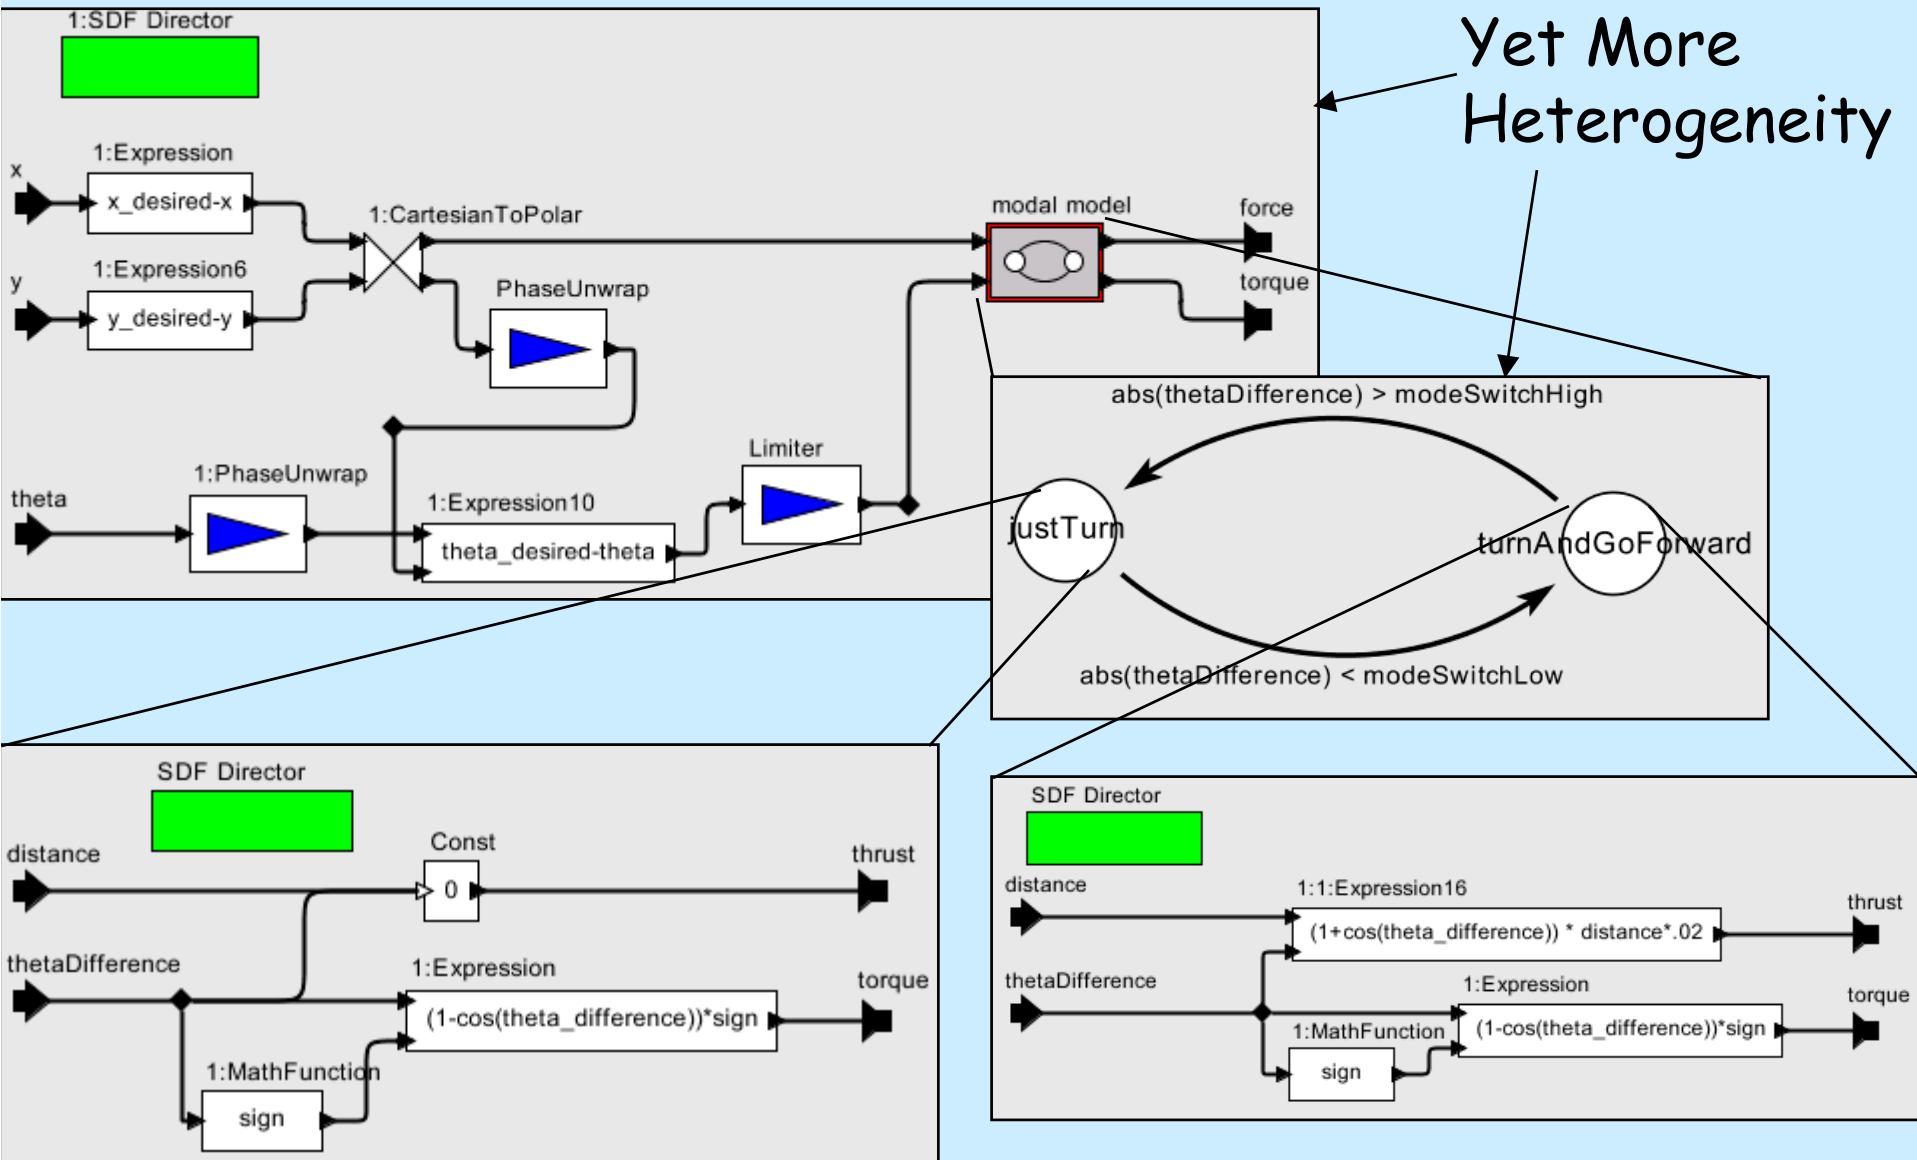 1:SDF Director
Yet More
Heterogeneity
x
1:Expression
x_desired-x
1:CartesianToPolar
modal model
force
y
1:Expression6
y_desired-y
PhaseUnwrap
torque
theta
1:PhaseUnwrap
1:Expression10
theta_desired-theta
Limiter
abs(thetaDifference) > modeSwitchHigh
justTurn
turnAndGoForward
abs(thetaDifference) < modeSwitchLow
SDF Director
distance
Const
0
thrust
thetaDifference
1:Expression
(1-cos(theta_difference))*sign
torque
1:MathFunction
sign
SDF Director
distance
1:1:Expression16
(1+cos(theta_difference)) * distance*.02
thrust
thetaDifference
1:Expression
(1-cos(theta_difference))*sign
torque
1:MathFunction
sign